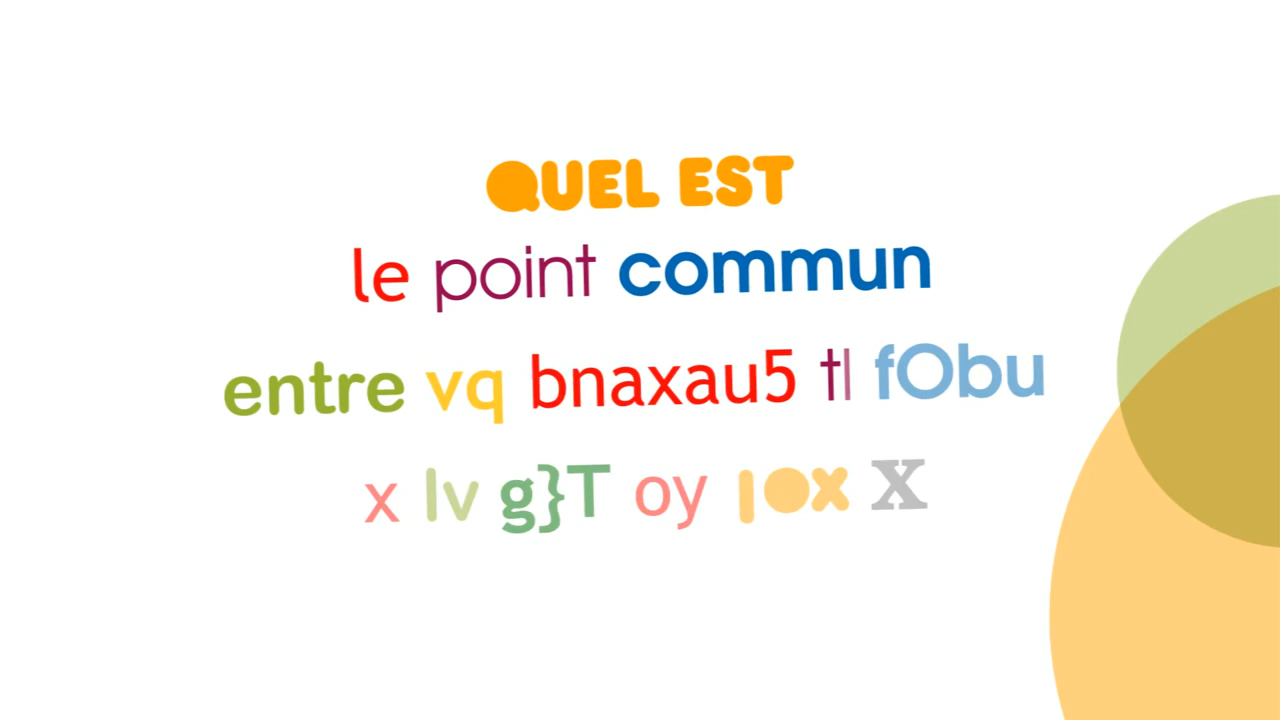 QUEL EST
le point commun
entre vq bnaxau5 tl fObu
x lv g}T oy lox X